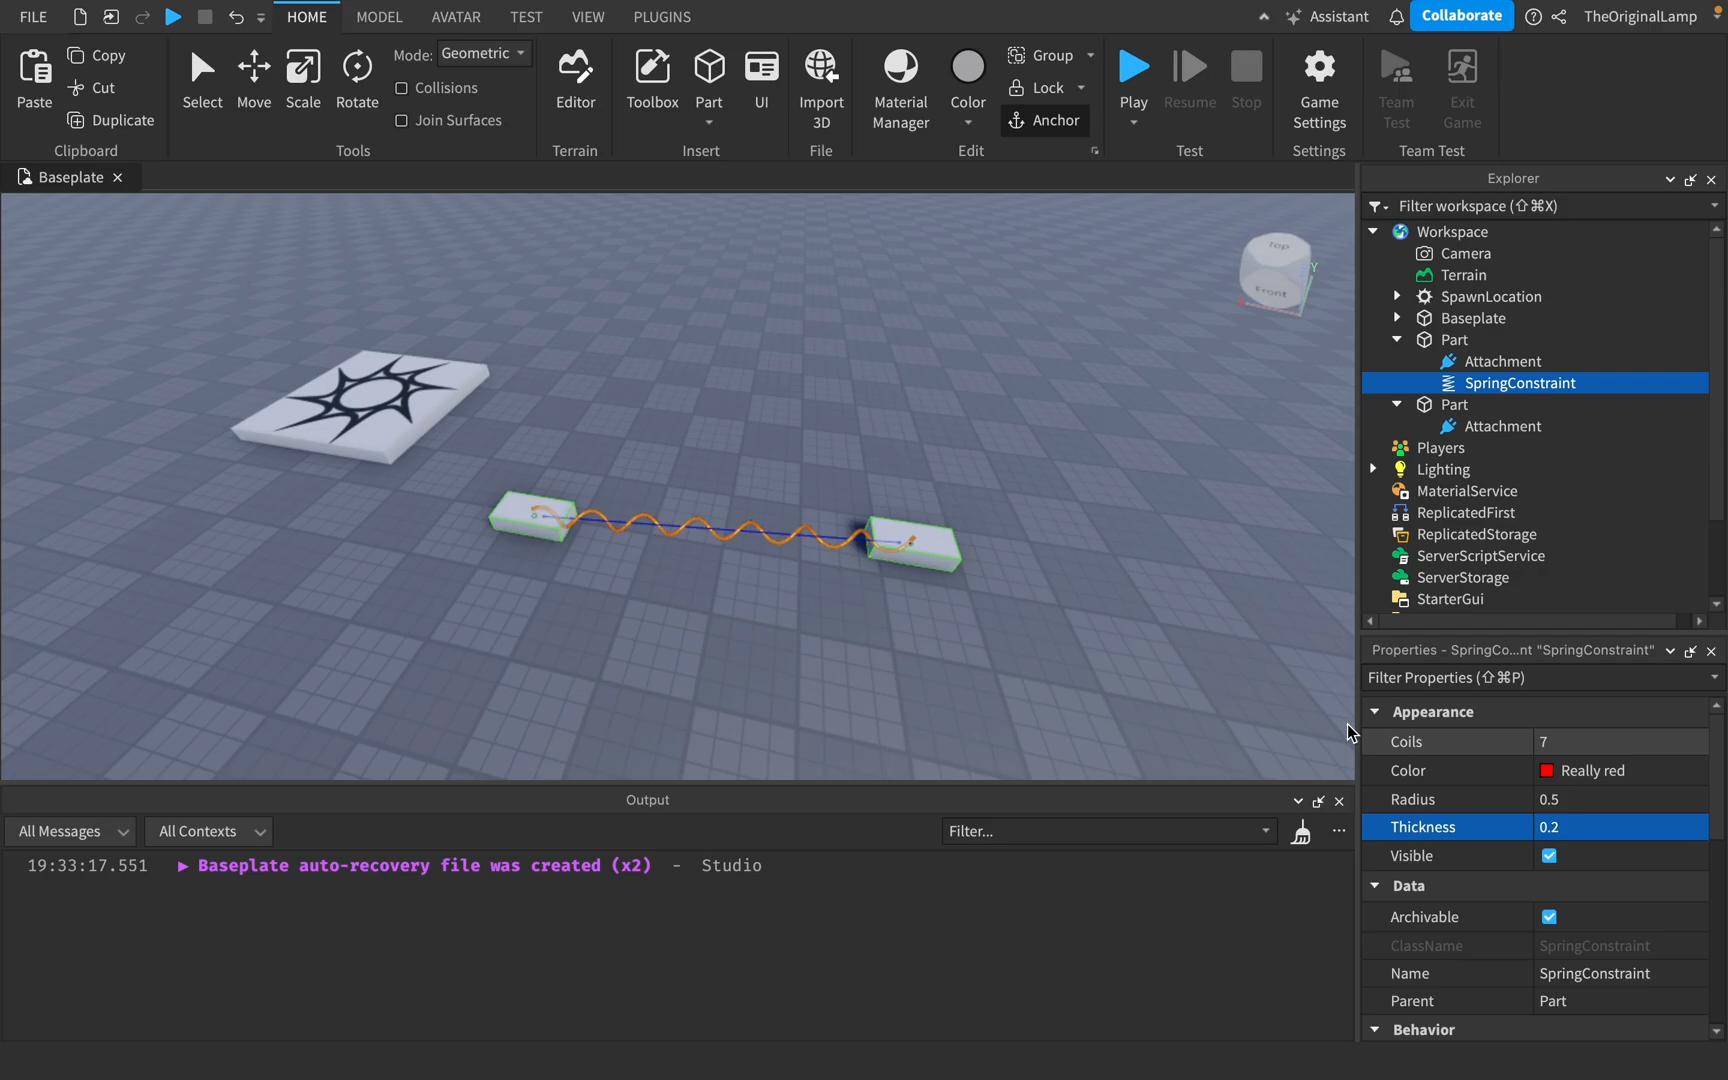 FILE
HOME
MODEL
AVATAR
TEST
VIEW
PLUGINS
Assistant
Collaborate
TheOriginalLamp
Paste
Copy
Cut
Duplicate
Clipboard
Select
Move
Scale
Rotate
Mode: Geometric
Collisions
Join Surfaces
Tools
Editor
Terrain
Toolbox
Part
UI
Insert
Import
3D
File
Material
Manager
Color
Group
Lock
Anchor
Edit
Play
Resume
Stop
Test
Game
Settings
Settings
Team
Test
Exit
Game
Team Test
Baseplate
Top
Front
Y
Explorer
Filter workspace (⇧⌘X)
Workspace
Camera
Terrain
SpawnLocation
Baseplate
Part
Attachment
SpringConstraint
Part
Attachment
Players
Lighting
MaterialService
ReplicatedFirst
ReplicatedStorage
ServerScriptService
ServerStorage
StarterGui
Properties - SpringCo...nt "SpringConstraint"
Filter Properties (⇧⌘P)
Appearance
Coils 7
Color Really red
Radius 0.5
Thickness 0.2
Visible
Data
Archivable
ClassName SpringConstraint
Name SpringConstraint
Parent Part
Behavior
Output
All Messages
All Contexts
Filter...
19:33:17.551 ▶ Baseplate auto-recovery file was created (x2) - Studio